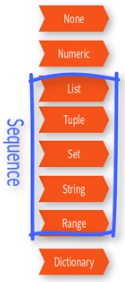 None
Numeric
List
Tuple
Set
String
Range
Dictionary
Sequence